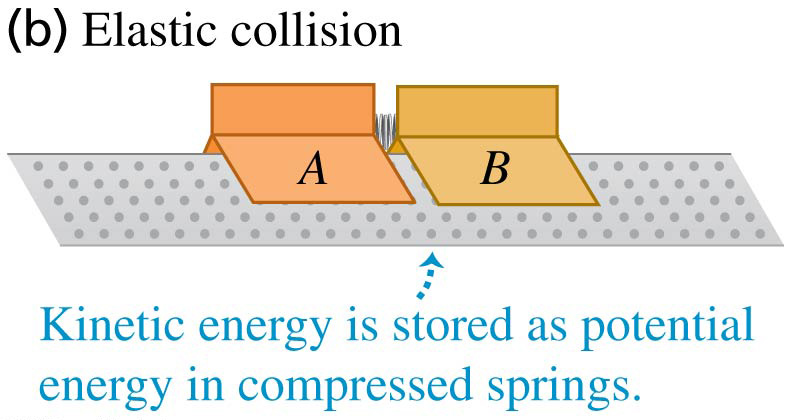 (b) Elastic collision
A
B
Kinetic energy is stored as potential
energy in compressed springs.